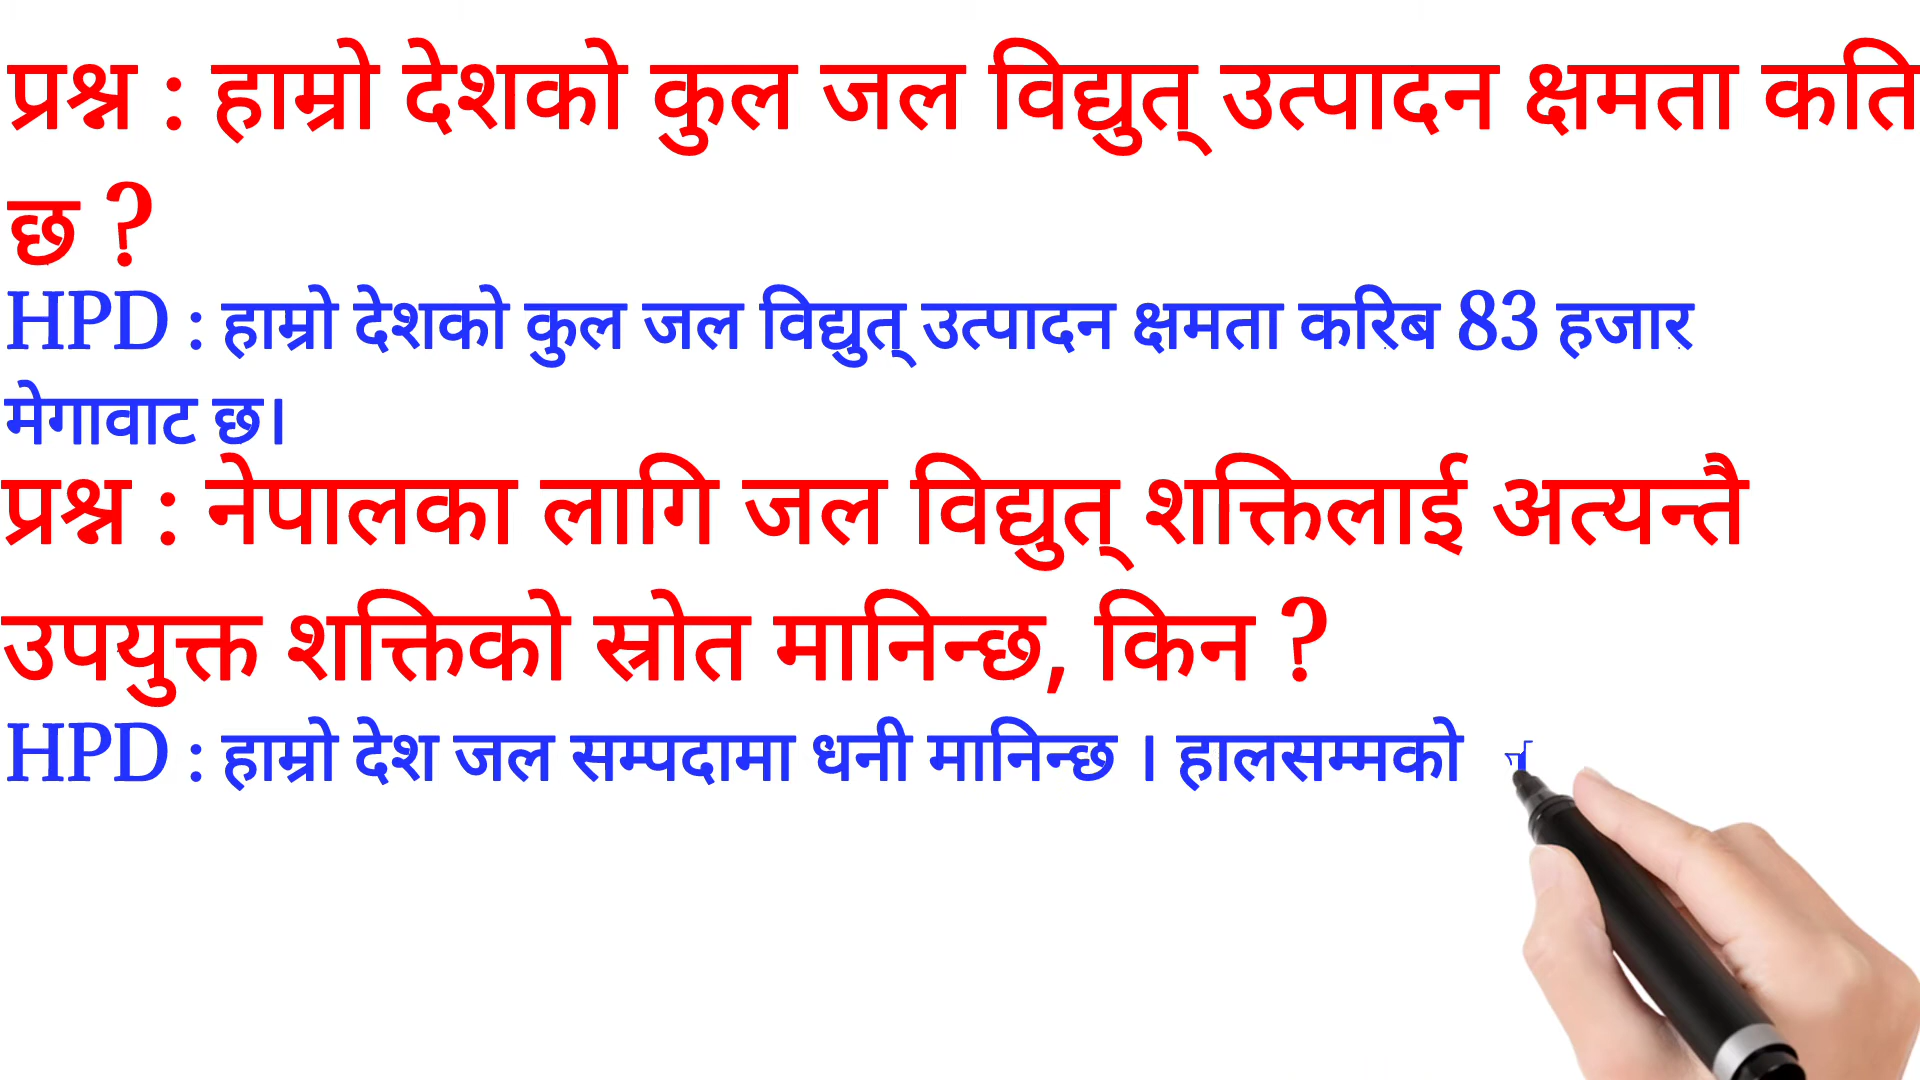 प्रश्न : हाम्रो देशको कुल जल विद्युत् उत्पादन क्षमता कति
छ ?
HPD : हाम्रो देशको कुल जल विद्युत् उत्पादन क्षमता करिब 83 हजार
मेगावाट छ।
प्रश्न : नेपालका लागि जल विद्युत् शक्तिलाई अत्यन्तै
उपयुक्त शक्तिको स्रोत मानिन्छ, किन ?
HPD : हाम्रो देश जल सम्पदामा धनी मानिन्छ । हालसम्मको